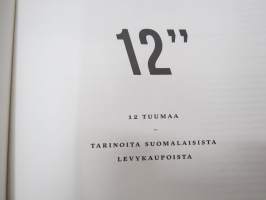 12”
12 TUUMAA
–
TARINOITA SUOMALAISISTA
LEVYKAUPOISTA